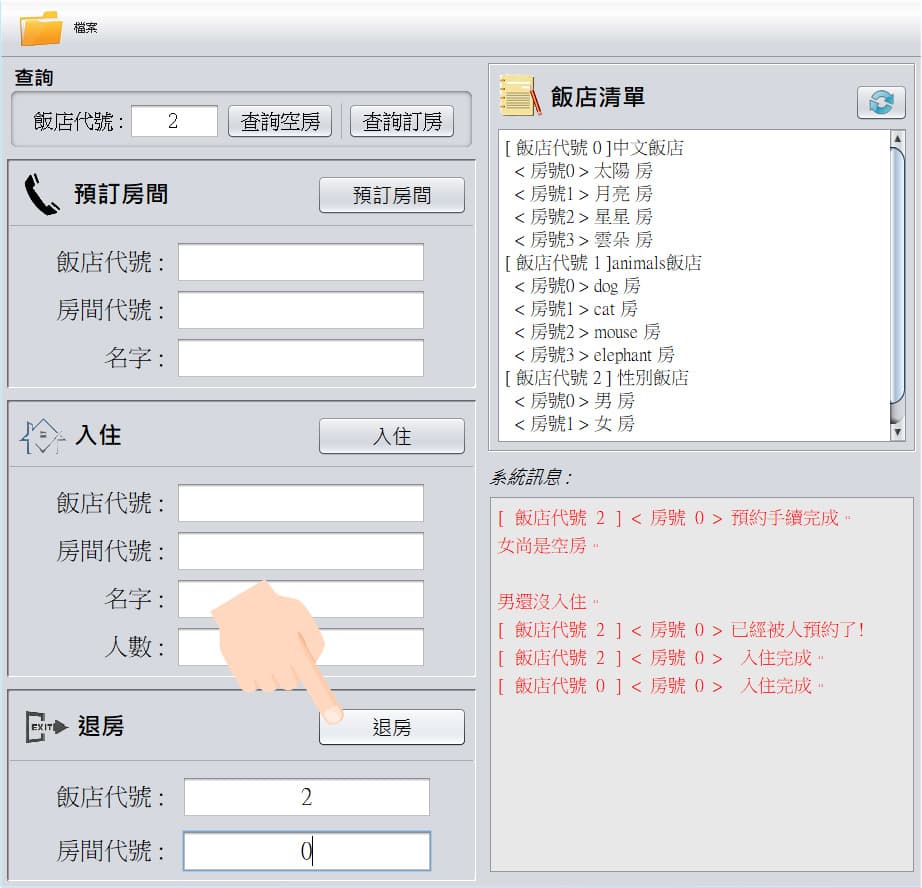 檔案
查詢
飯店代號： 2 查詢空房 查詢訂房
預訂房間 預訂房間
飯店代號：
房間代號：
名字：
入住 入住
飯店代號：
房間代號：
名字：
人數：
EXIT 退房 退房
飯店代號： 2
房間代號： 0
飯店清單
[ 飯店代號 0 ]中文飯店
< 房號0 > 太陽 房
< 房號1 > 月亮 房
< 房號2 > 星星 房
< 房號3 > 雲朵 房
[ 飯店代號 1 ]animals飯店
< 房號0 > dog 房
< 房號1 > cat 房
< 房號2 > mouse 房
< 房號3 > elephant 房
[ 飯店代號 2 ] 性別飯店
< 房號0 > 男 房
< 房號1 > 女 房
系統訊息：
[ 飯店代號 2 ] < 房號 0 > 預約手續完成。
女尚是空房。
男還沒入住。
[ 飯店代號 2 ] < 房號 0 > 已經被人預約了!
[ 飯店代號 2 ] < 房號 0 > 入住完成。
[ 飯店代號 0 ] < 房號 0 > 入住完成。